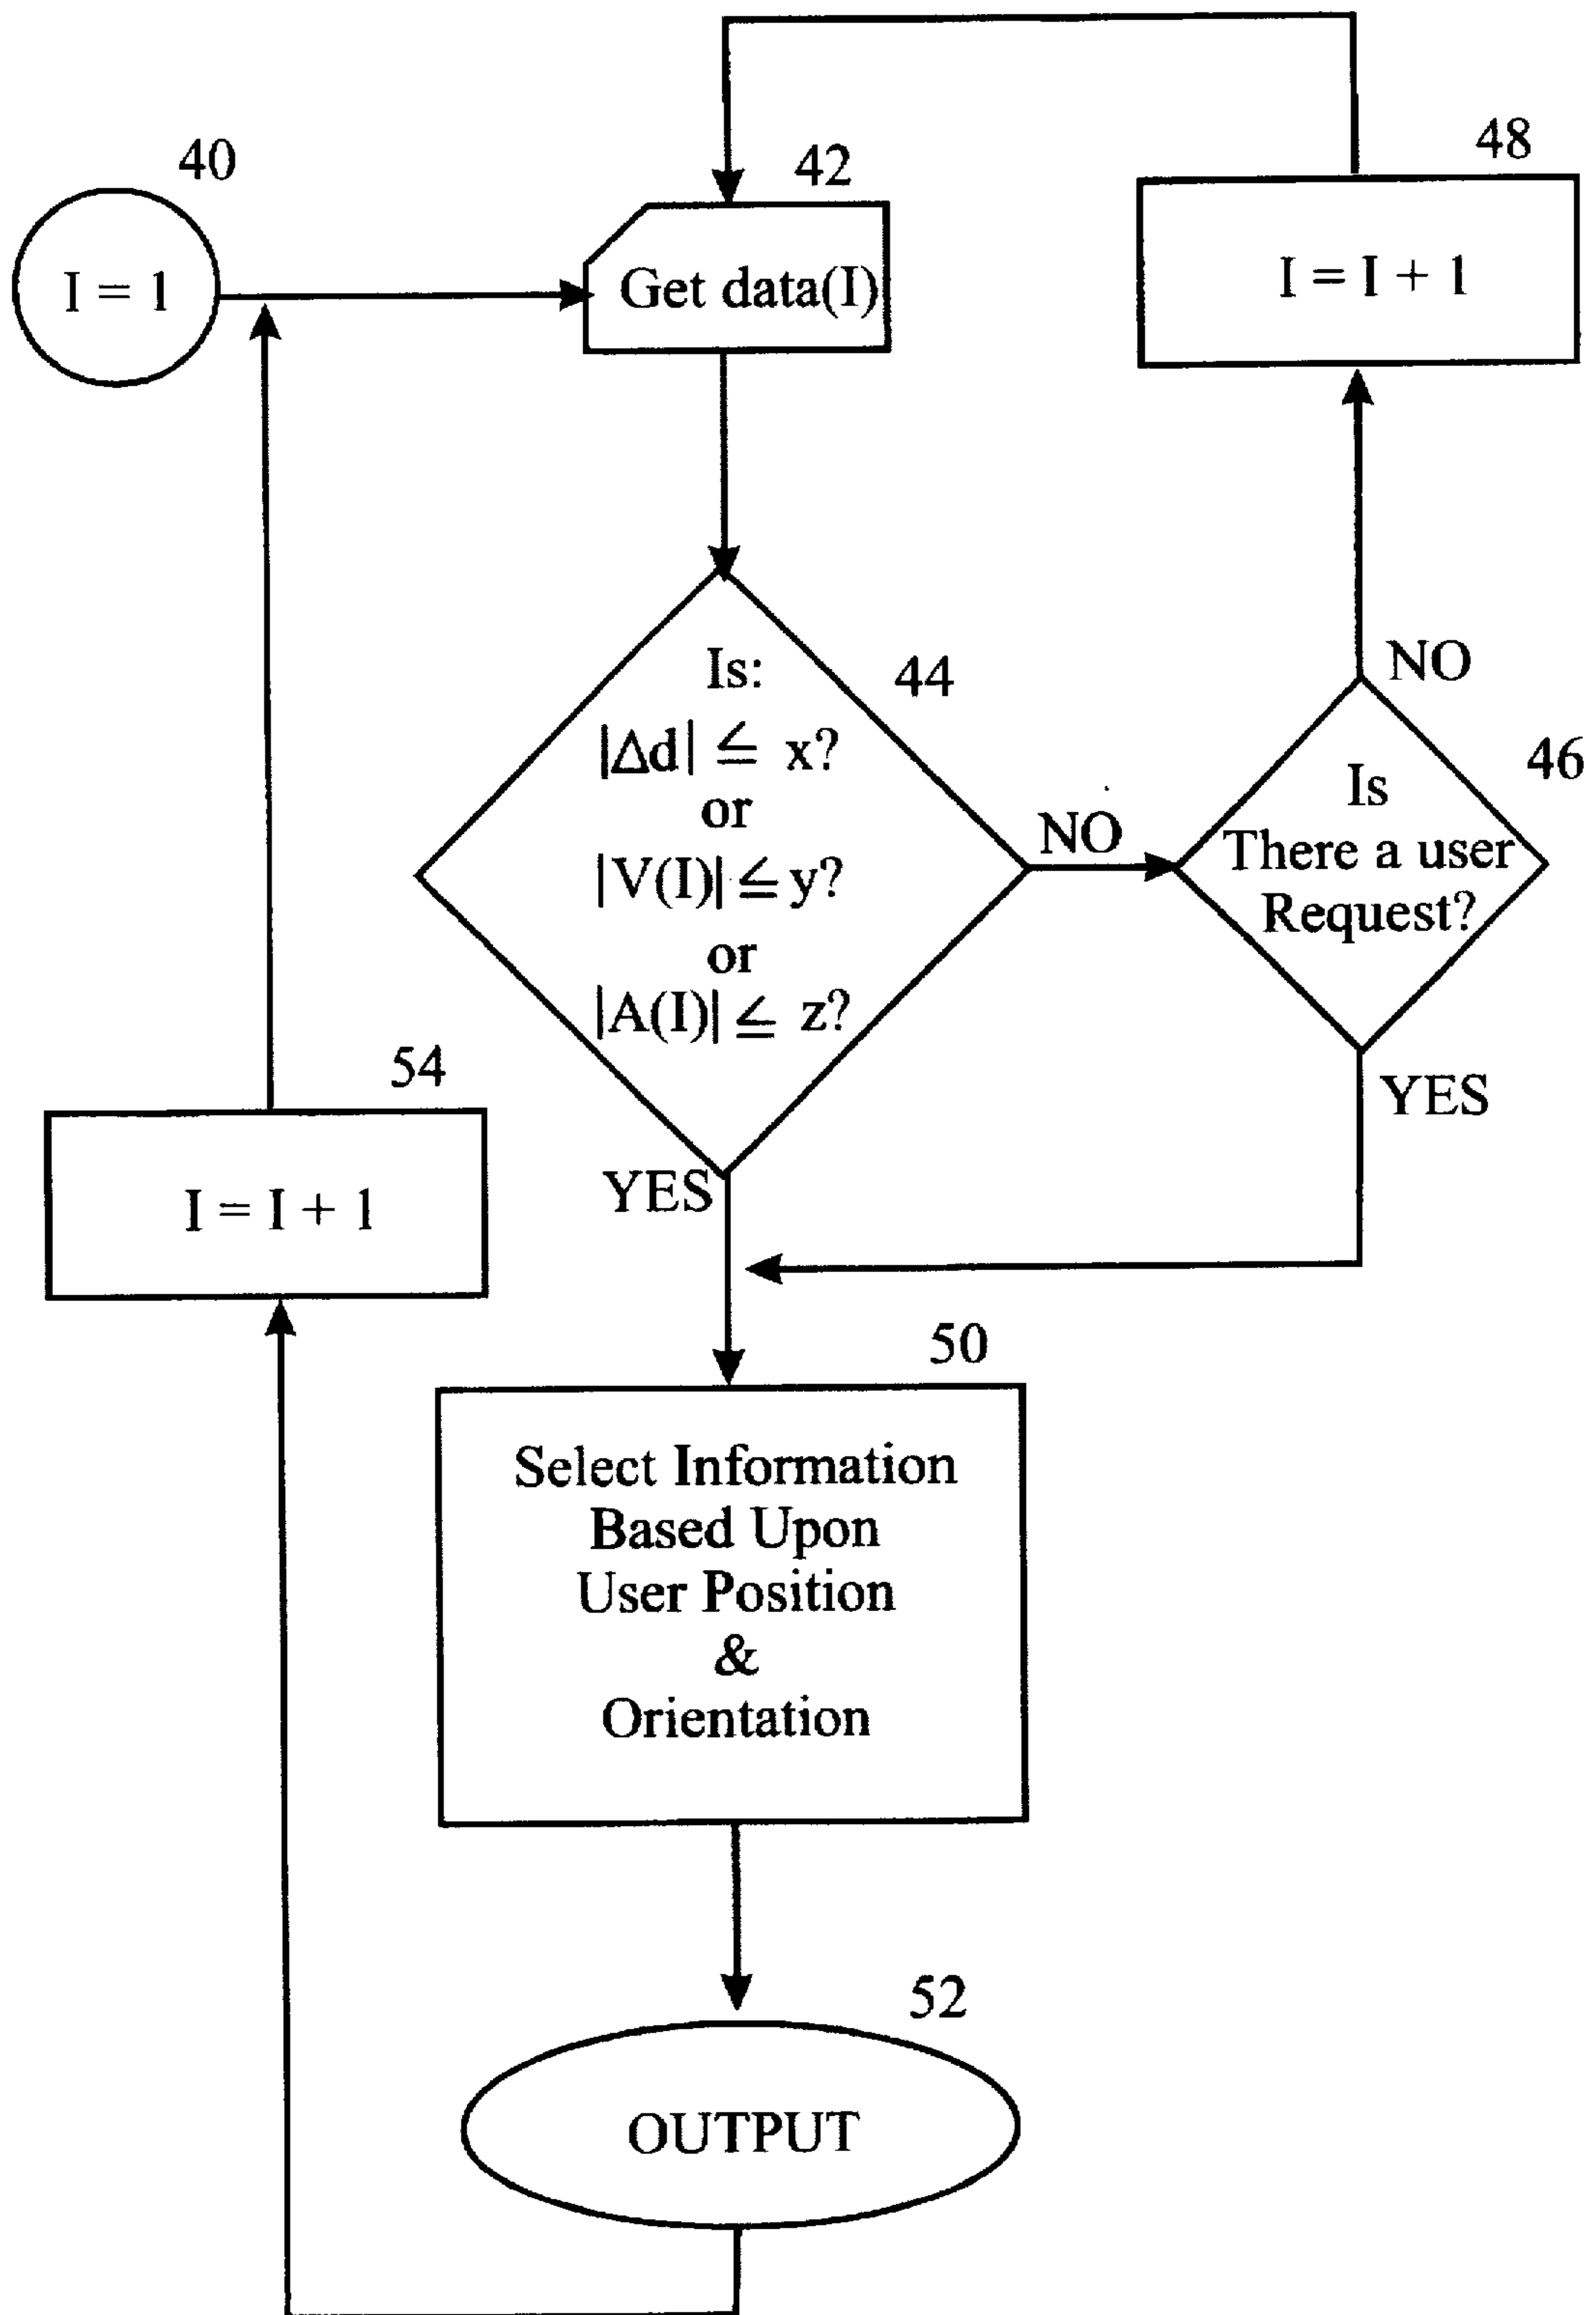 40
I = 1
42
Get data(I)
48
I = I + 1
44
Is:
|Δd| ≦ x?
or
|V(I)| ≦ y?
or
|A(I)| ≦ z?
NO
YES
46
Is
There a user
Request?
NO
YES
54
I = I + 1
50
Select Information
Based Upon
User Position
&
Orientation
52
OUTPUT